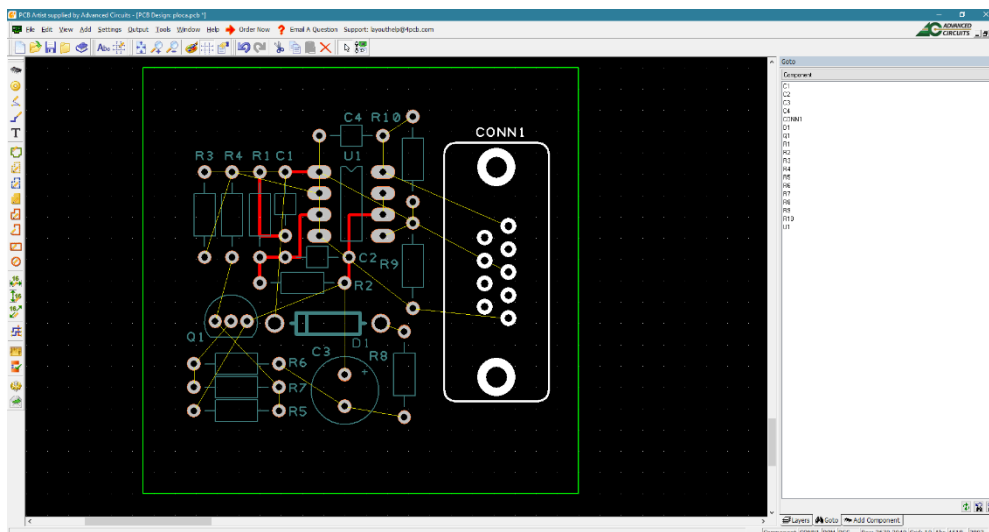 PCB Artist supplied by Advanced Circuits - [PCB Design: ploca.pcb *]
File Edit View Add Settings Output Tools Window Help Order Now ? Email A Question Support: layouthelp@4pcb.com
ADVANCED
CIRCUITS
Goto
Component
C1
C2
C3
C4
CONN1
D1
Q1
R1
R2
R3
R4
R5
R6
R7
R8
R9
R10
U1
T
C4 R10
CONN1
R3 R4 R1 C1 U1
C2
R9
R2
Q1
D1
C3
R8
+
R6
R7
R5
Layers Goto Add Component